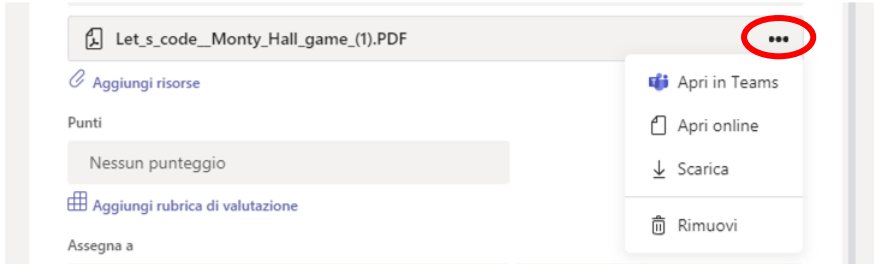 Let_s_code__Monty_Hall_game_(1).PDF
Aggiungi risorse
Apri in Teams
Punti
Apri online
Nessun punteggio
Scarica
Aggiungi rubrica di valutazione
Rimuovi
Assegna a